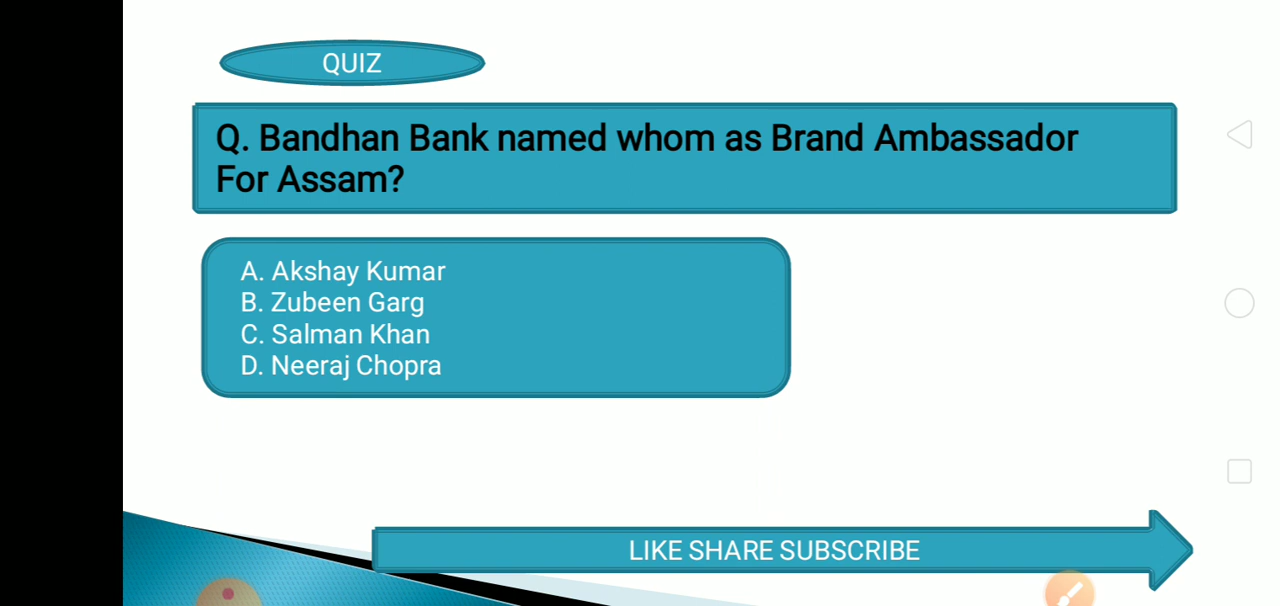 QUIZ
Q. Bandhan Bank named whom as Brand Ambassador
For Assam?
A. Akshay Kumar
B. Zubeen Garg
C. Salman Khan
D. Neeraj Chopra
LIKE SHARE SUBSCRIBE